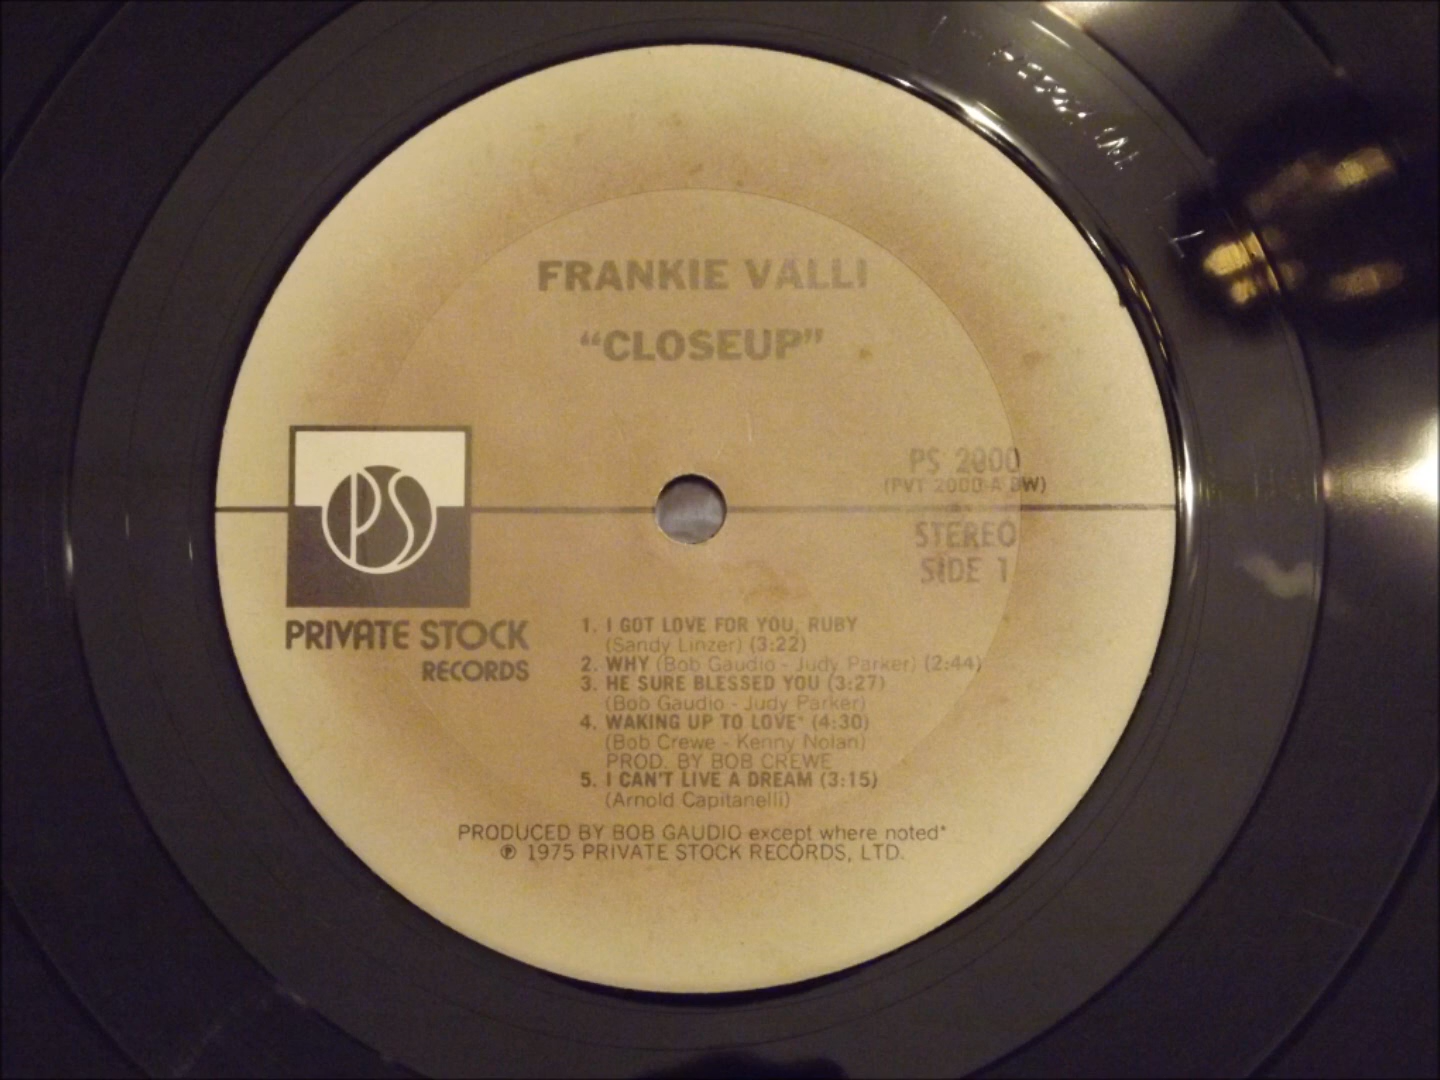 FRANKIE VALLI
“CLOSEUP”
PS
PRIVATE STOCK
RECORDS
PS 2000
(PVT 2000-A BW)
STEREO
SIDE 1
1. I GOT LOVE FOR YOU, RUBY
(Sandy Linzer) (3:22)
2. WHY (Bob Gaudio - Judy Parker) (2:44)
3. HE SURE BLESSED YOU (3:27)
(Bob Gaudio - Judy Parker)
4. WAKING UP TO LOVE* (4:30)
(Bob Crewe - Kenny Nolan)
PROD. BY BOB CREWE
5. I CAN'T LIVE A DREAM (3:15)
(Arnold Capitanelli)
PRODUCED BY BOB GAUDIO except where noted*
℗ 1975 PRIVATE STOCK RECORDS, LTD.